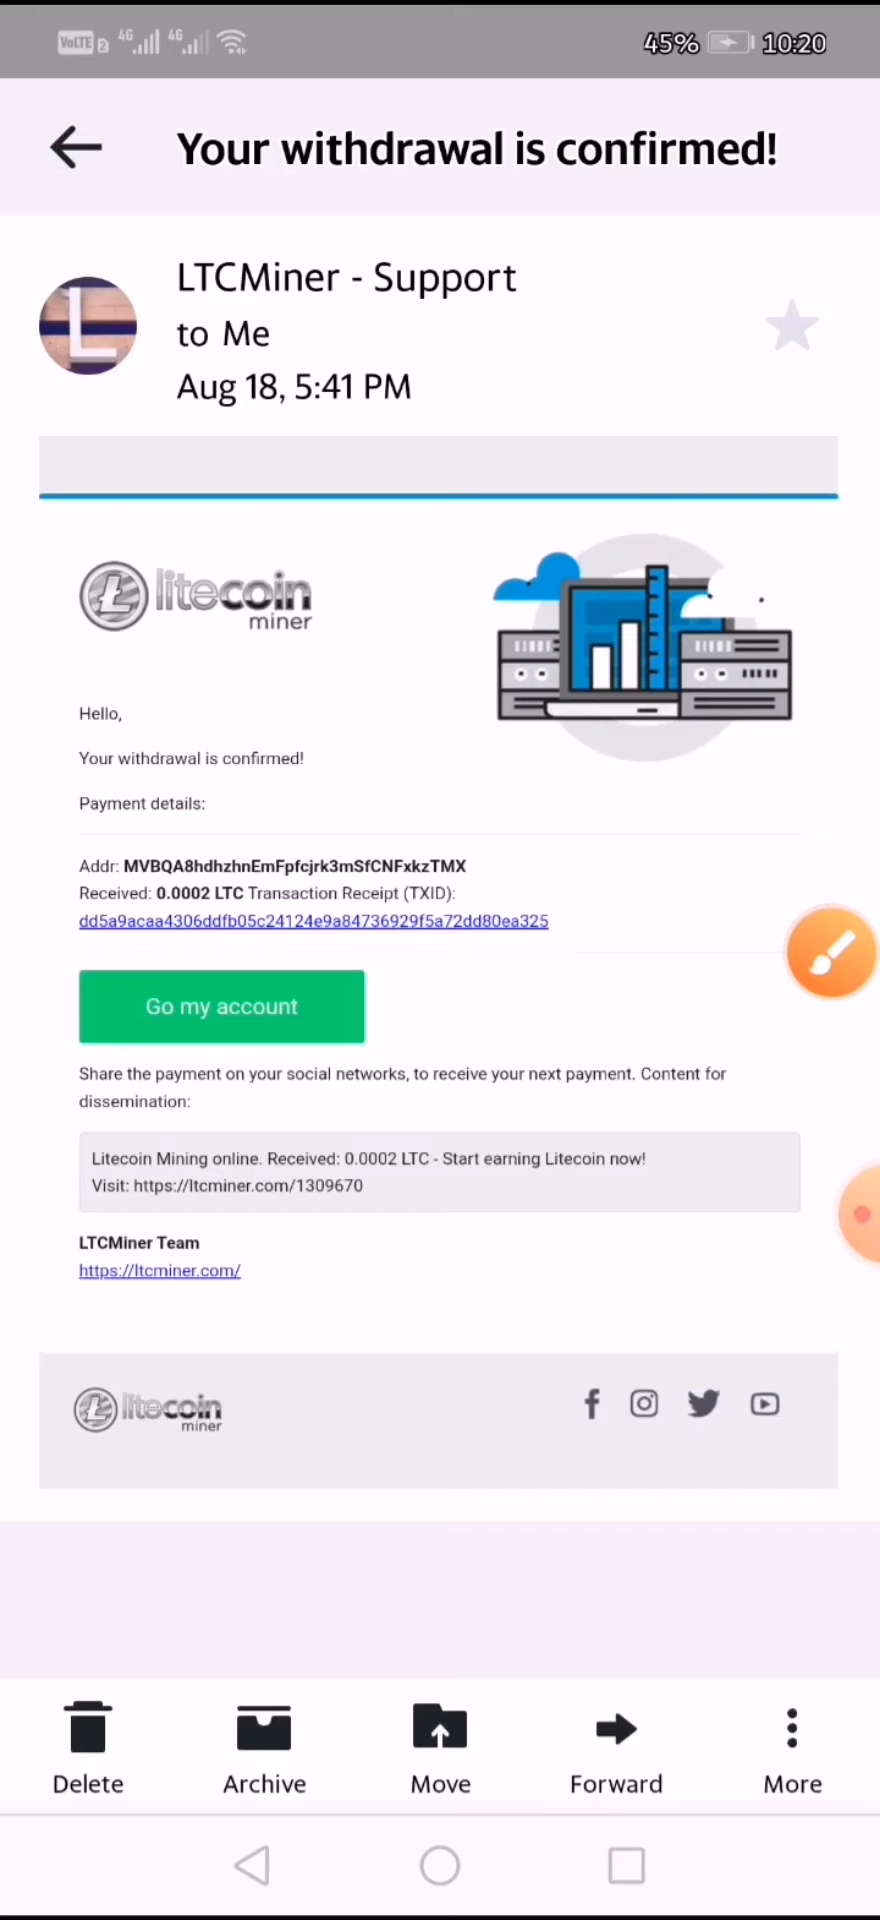 VoLTE 2 4G 4G 45% 10:20
Your withdrawal is confirmed!
LTCMiner - Support
to Me
Aug 18, 5:41 PM
litecoin
miner
Hello,
Your withdrawal is confirmed!
Payment details:
Addr: MVBQA8hdhzhnEmFpfcjrk3mSfCNFxkzTMX
Received: 0.0002 LTC Transaction Receipt (TXID):
dd5a9acaa4306ddfb05c24124e9a84736929f5a72dd80ea325
Go my account
Share the payment on your social networks, to receive your next payment. Content for
dissemination:
Litecoin Mining online. Received: 0.0002 LTC - Start earning Litecoin now!
Visit: https://ltcminer.com/1309670
LTCMiner Team
https://ltcminer.com/
litecoin
miner
Delete Archive Move Forward More